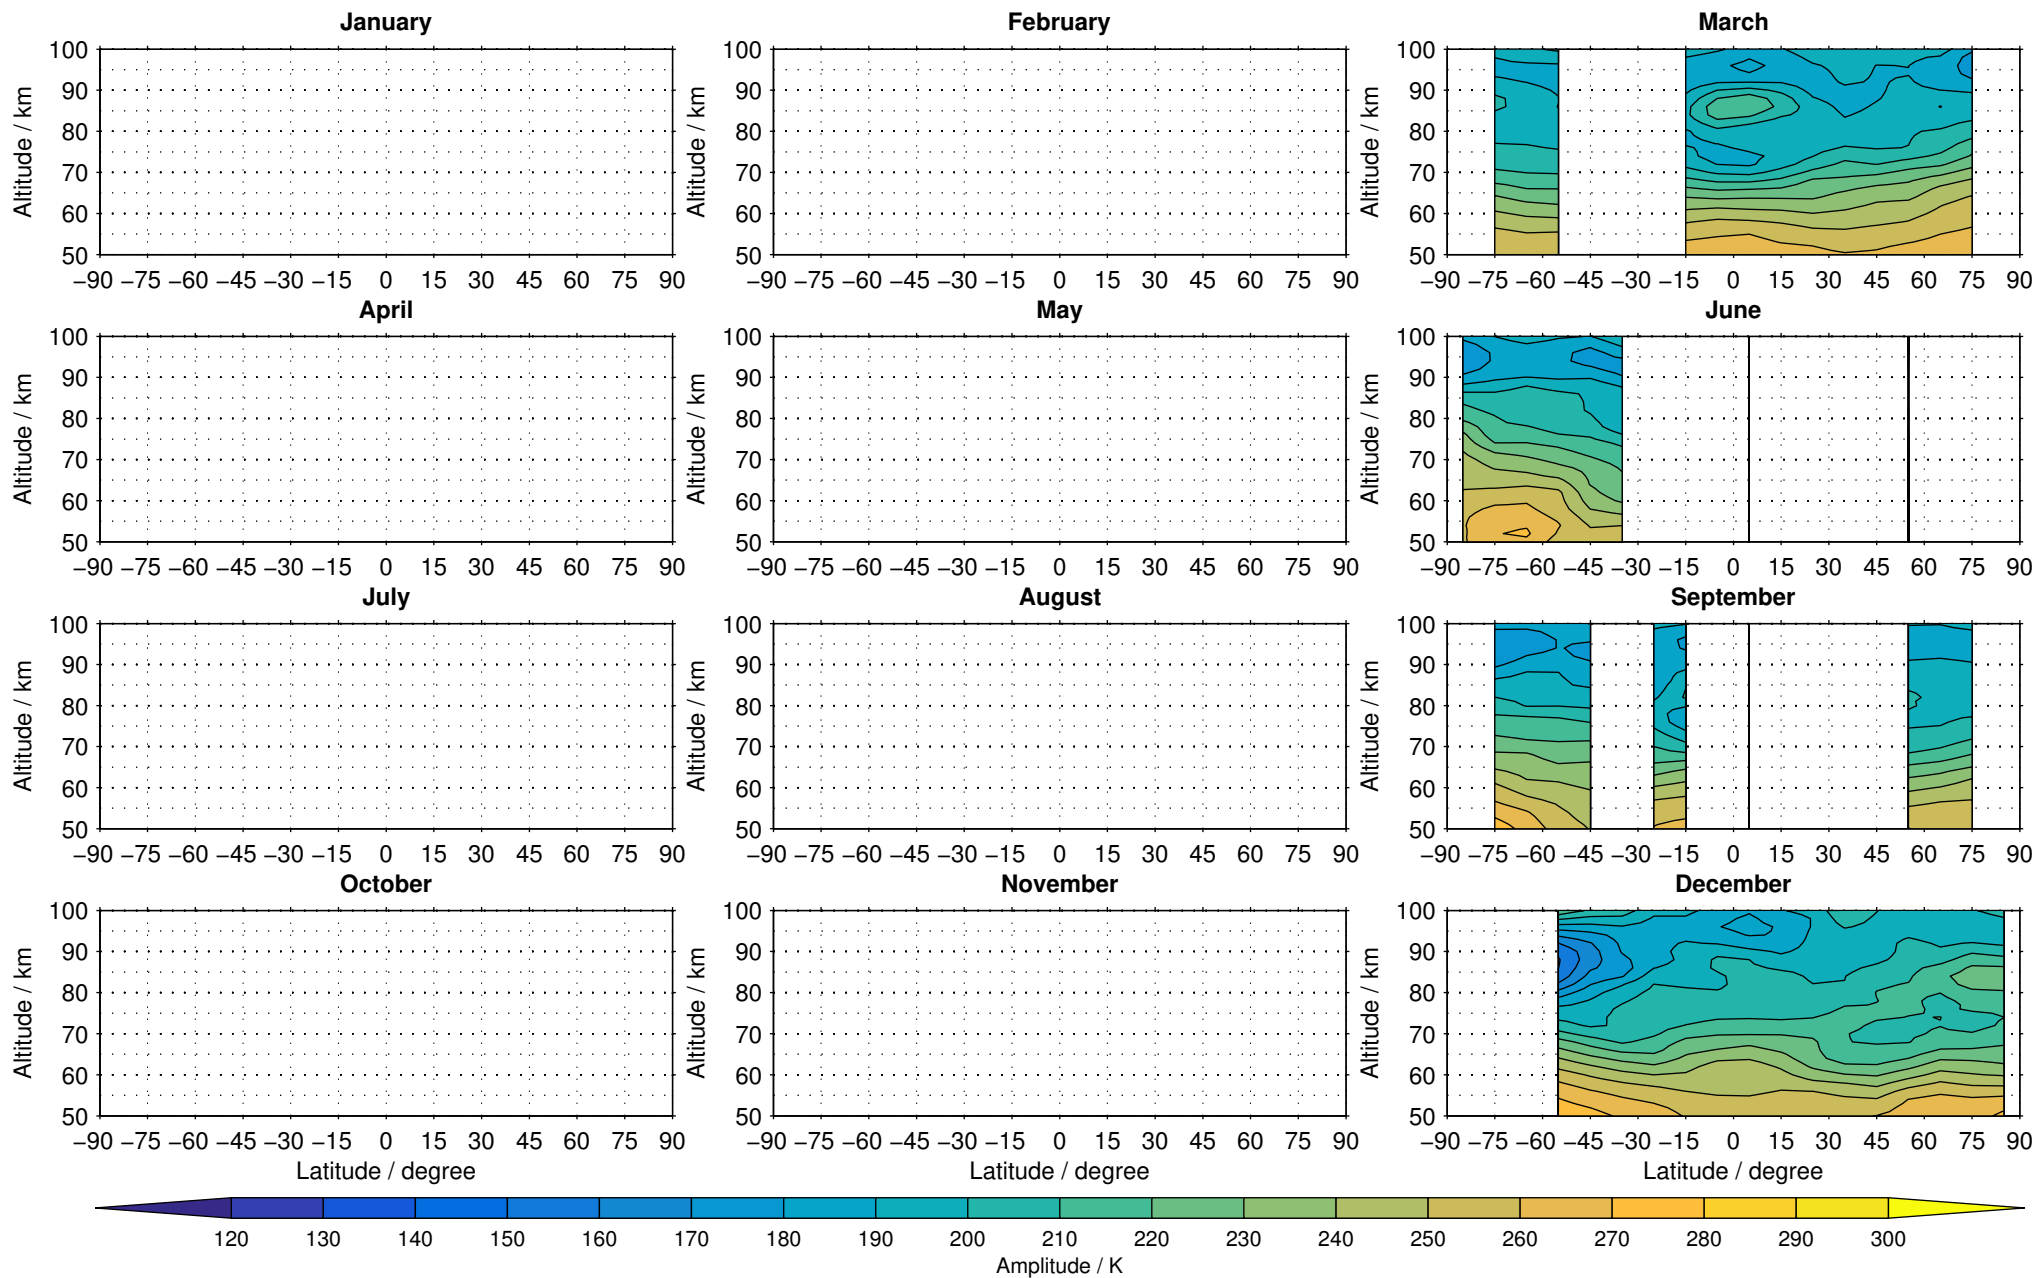 January February March
100 100 100
90 90 90
80 80 80
70 70 70
60 60 60
50 50 50
Altitude / km Altitude / km Altitude / km
−90 −75 −60 −45 −30 −15 0 15 30 45 60 75 90 −90 −75 −60 −45 −30 −15 0 15 30 45 60 75 90 −90 −75 −60 −45 −30 −15 0 15 30 45 60 75 90
April May June
100 100 100
90 90 90
80 80 80
70 70 70
60 60 60
50 50 50
Altitude / km Altitude / km Altitude / km
−90 −75 −60 −45 −30 −15 0 15 30 45 60 75 90 −90 −75 −60 −45 −30 −15 0 15 30 45 60 75 90 −90 −75 −60 −45 −30 −15 0 15 30 45 60 75 90
July August September
100 100 100
90 90 90
80 80 80
70 70 70
60 60 60
50 50 50
Altitude / km Altitude / km Altitude / km
−90 −75 −60 −45 −30 −15 0 15 30 45 60 75 90 −90 −75 −60 −45 −30 −15 0 15 30 45 60 75 90 −90 −75 −60 −45 −30 −15 0 15 30 45 60 75 90
October November December
100 100 100
90 90 90
80 80 80
70 70 70
60 60 60
50 50 50
Altitude / km Altitude / km Altitude / km
−90 −75 −60 −45 −30 −15 0 15 30 45 60 75 90 −90 −75 −60 −45 −30 −15 0 15 30 45 60 75 90 −90 −75 −60 −45 −30 −15 0 15 30 45 60 75 90
Latitude / degree Latitude / degree Latitude / degree
120 130 140 150 160 170 180 190 200 210 220 230 240 250 260 270 280 290 300
Amplitude / K